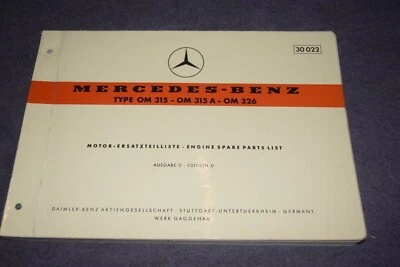 30 022
MERCEDES-BENZ
TYPE OM 315 - OM 315 A - OM 326
MOTOR-ERSATZTEILLISTE - ENGINE SPARE PARTS LIST
AUSGABE D - EDITION D
DAIMLER-BENZ AKTIENGESELLSCHAFT - STUTTGART-UNTERTUERKHEIM - GERMANY
WERK GAGGENAU